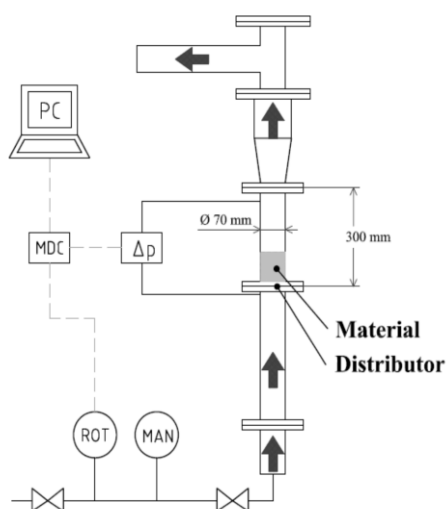 PC
Ø 70 mm
300 mm
MDC
Δp
Material
Distributor
ROT
MAN